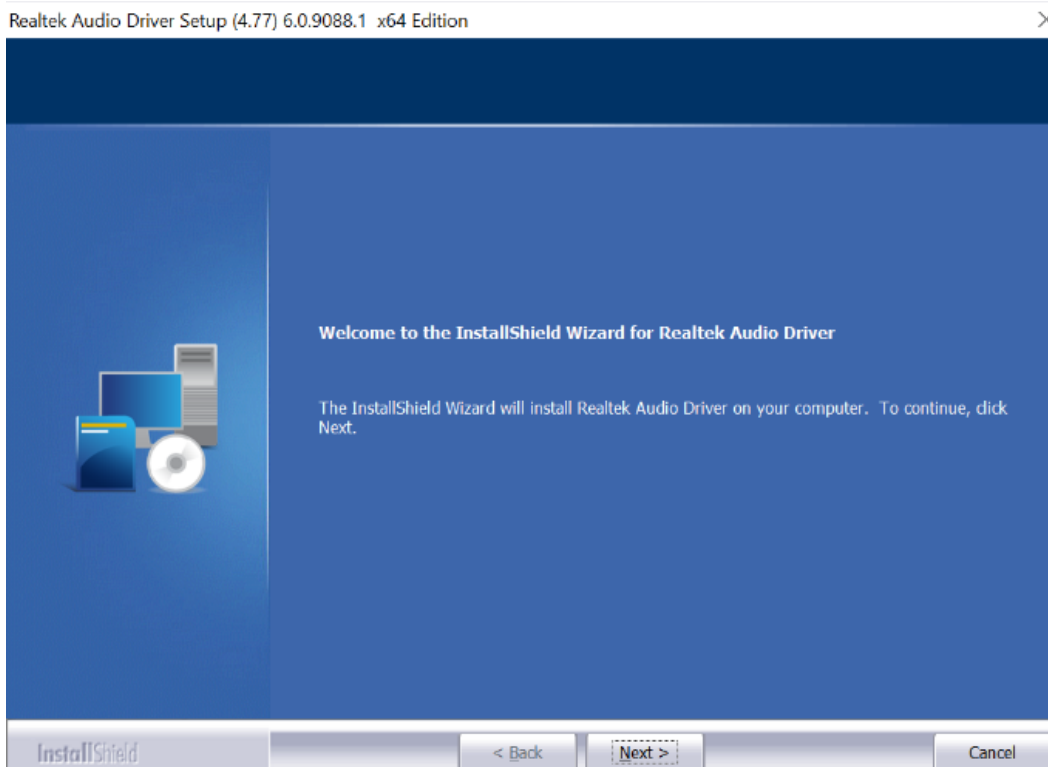 Realtek Audio Driver Setup (4.77) 6.0.9088.1 x64 Edition
Welcome to the InstallShield Wizard for Realtek Audio Driver
The InstallShield Wizard will install Realtek Audio Driver on your computer. To continue, click
Next.
InstallShield
< Back
Next >
Cancel